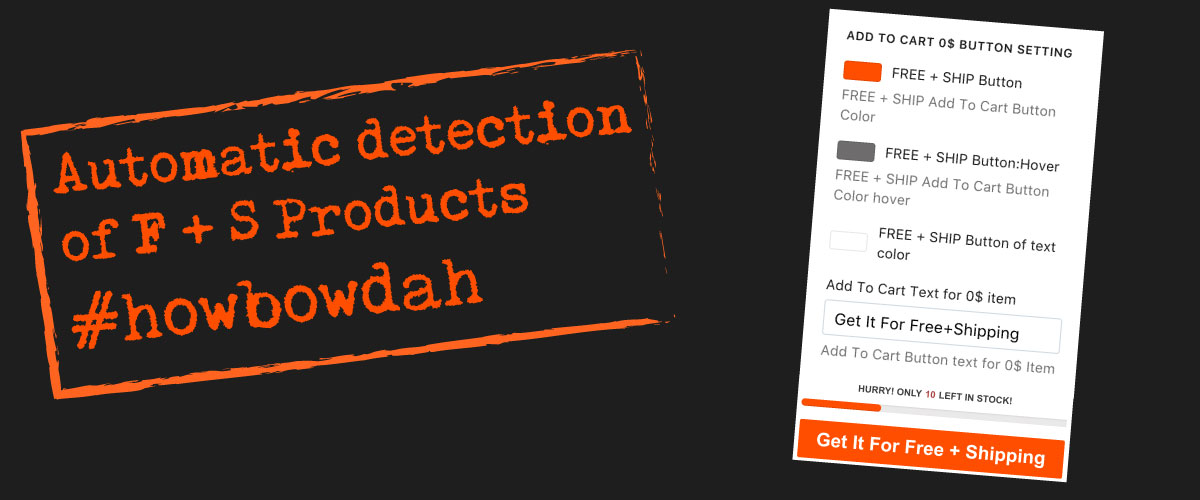 Automatic detection
of F + S Products
#howbowdah
ADD TO CART 0$ BUTTON SETTING
FREE + SHIP Button
FREE + SHIP Add To Cart Button
Color
FREE + SHIP Button:Hover
FREE + SHIP Add To Cart Button
Color hover
FREE + SHIP Button of text
color
Add To Cart Text for 0$ item
Get It For Free+Shipping
Add To Cart Button text for 0$ Item
HURRY! ONLY 10 LEFT IN STOCK!
Get It For Free + Shipping